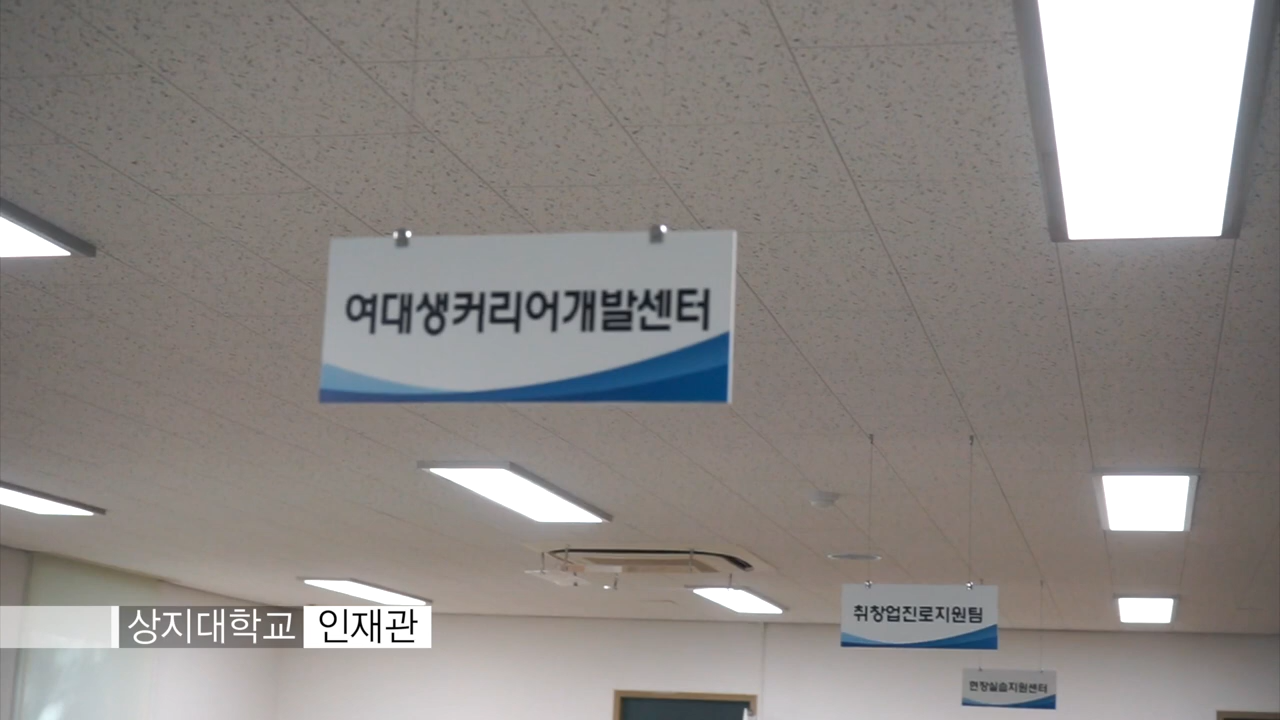 여대생커리어개발센터
취창업진로지원팀
현장실습지원센터
상지대학교 인재관